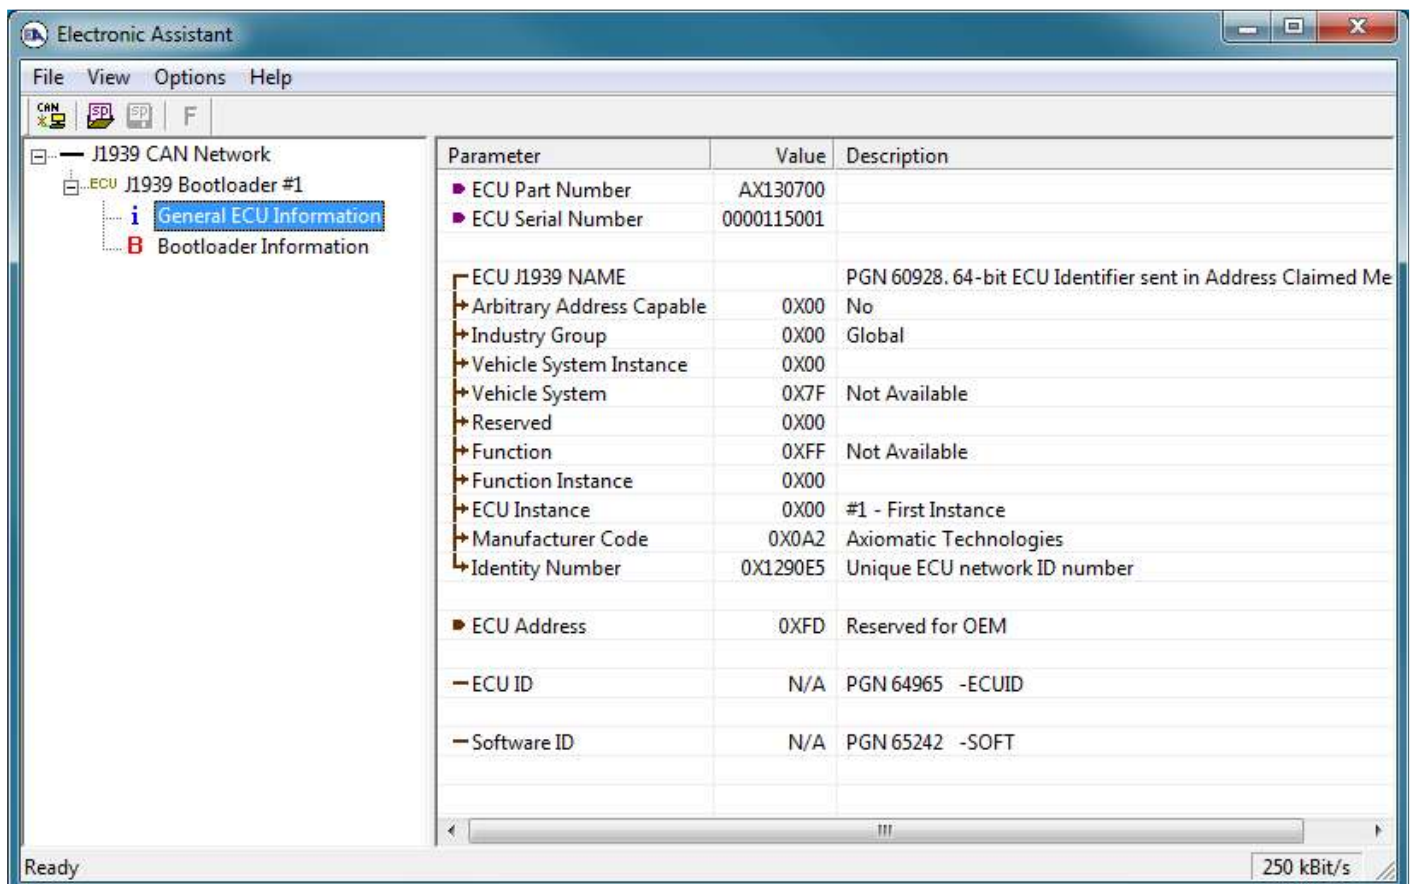 EA Electronic Assistant
File View Options Help
CAN SP SP F
J1939 CAN Network
ECU J1939 Bootloader #1
i General ECU Information
B Bootloader Information
Parameter Value Description
ECU Part Number AX130700
ECU Serial Number 0000115001
ECU J1939 NAME PGN 60928. 64-bit ECU Identifier sent in Address Claimed Me
Arbitrary Address Capable 0X00 No
Industry Group 0X00 Global
Vehicle System Instance 0X00
Vehicle System 0X7F Not Available
Reserved 0X00
Function 0XFF Not Available
Function Instance 0X00
ECU Instance 0X00 #1 - First Instance
Manufacturer Code 0X0A2 Axiomatic Technologies
Identity Number 0X1290E5 Unique ECU network ID number
ECU Address 0XFD Reserved for OEM
ECU ID N/A PGN 64965 -ECUID
Software ID N/A PGN 65242 -SOFT
Ready 250 kBit/s